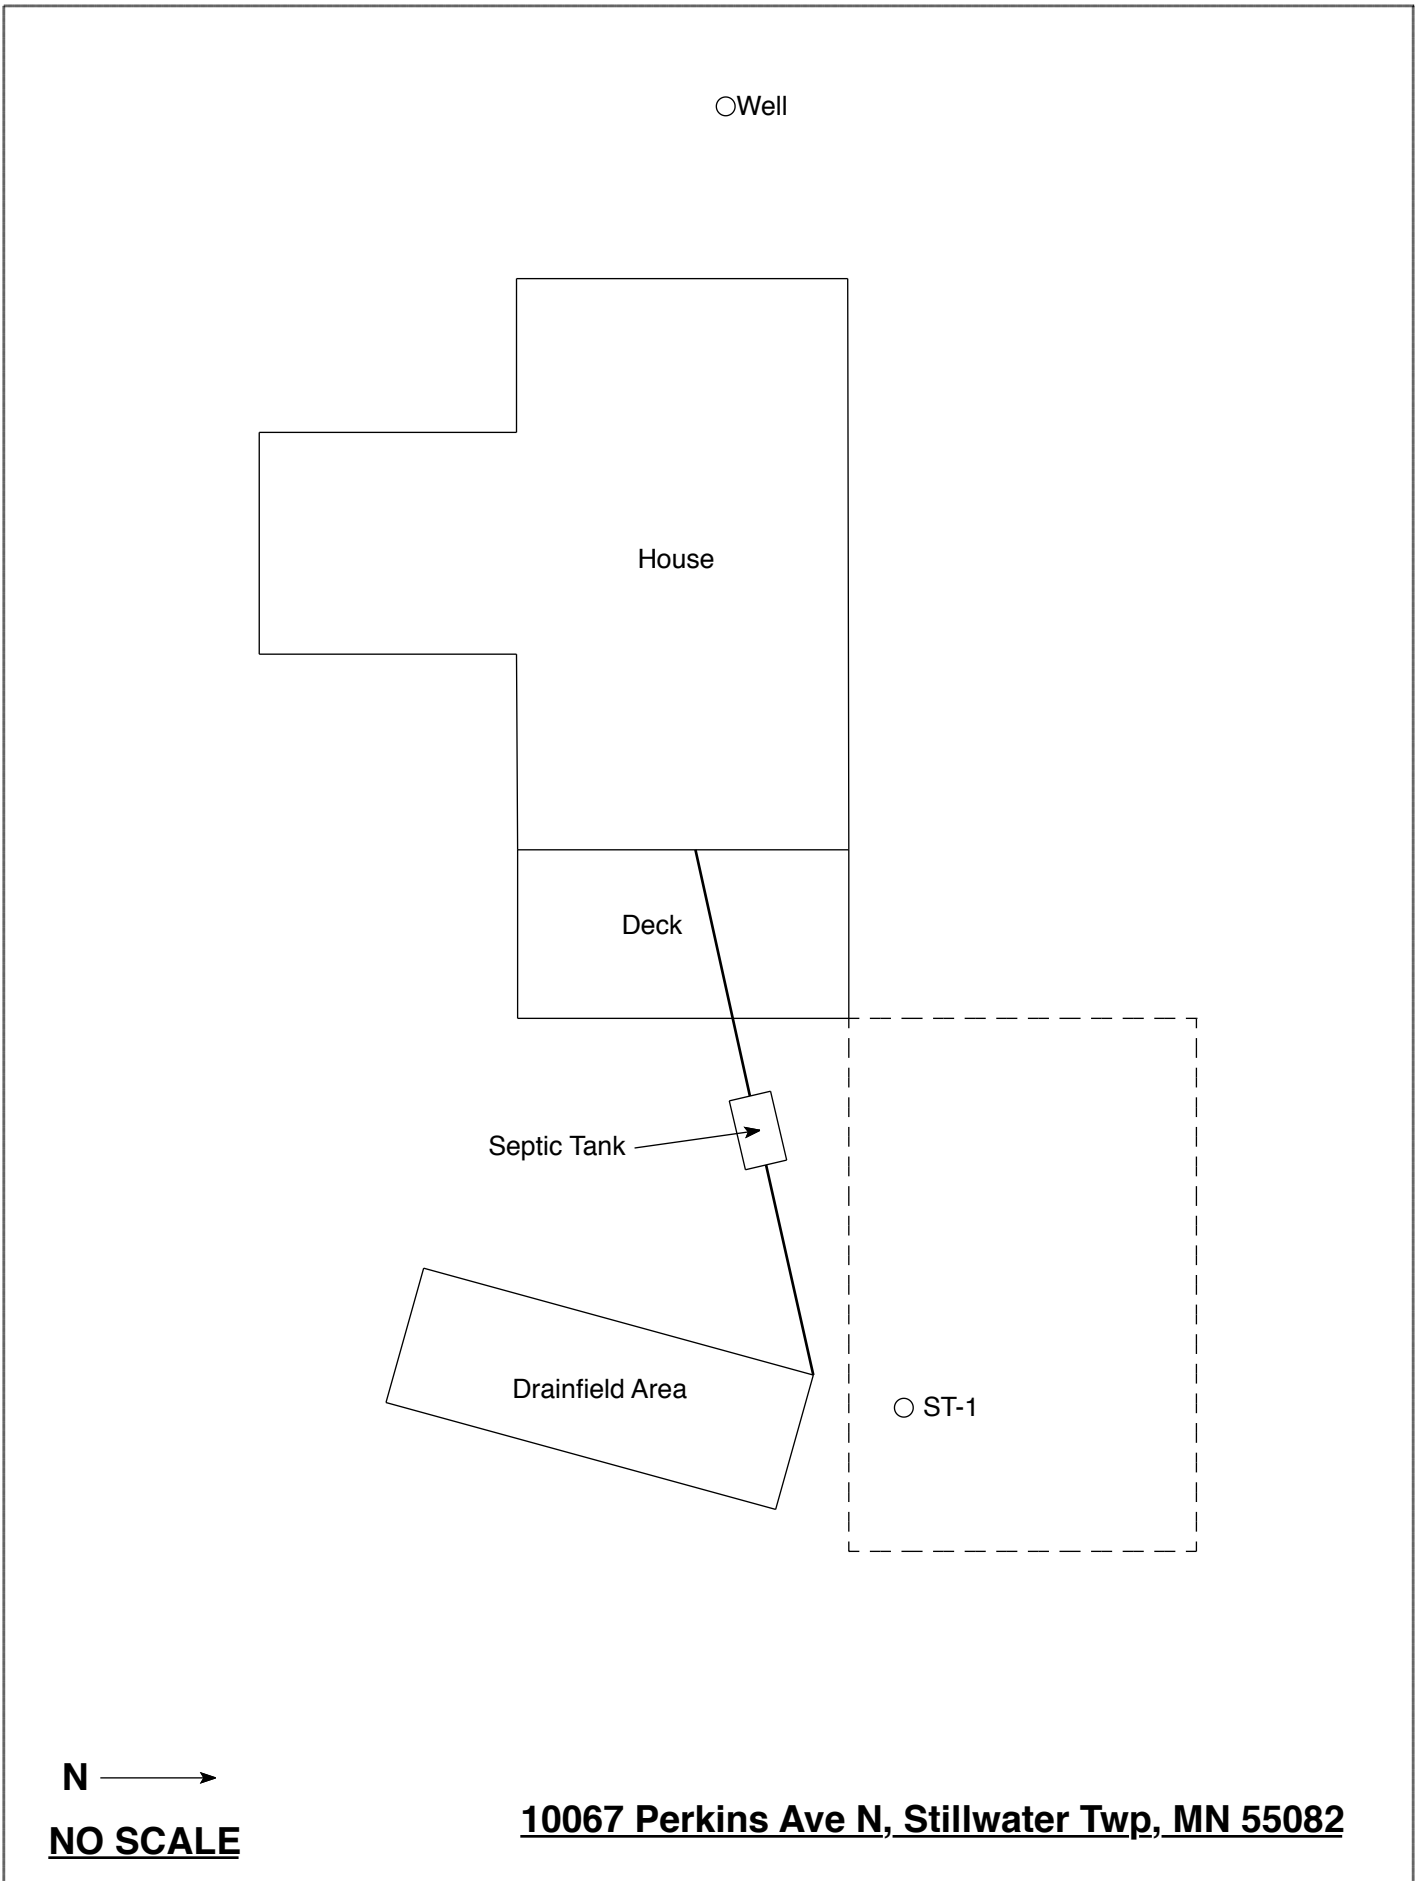 Well
House
Deck
Septic Tank
Drainfield Area
ST-1
N
NO SCALE
10067 Perkins Ave N, Stillwater Twp, MN 55082